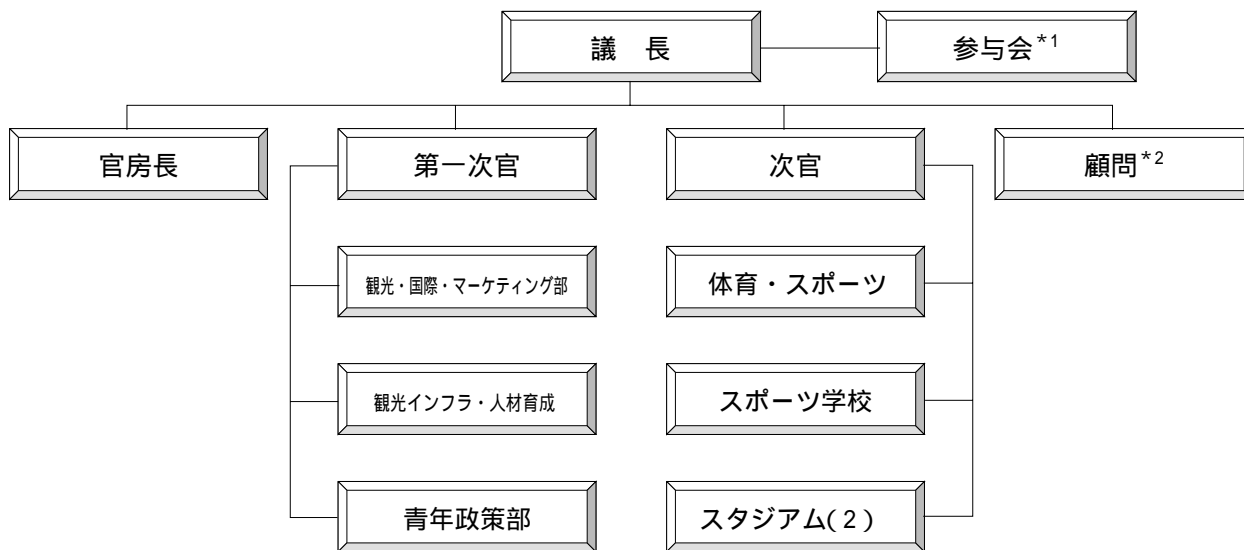 議　長
参与会*1
官房長
第一次官
次官
顧問*2
観光・国際・マーケティング部
体育・スポーツ
観光インフラ・人材育成
スポーツ学校
青年政策部
スタジアム(2)